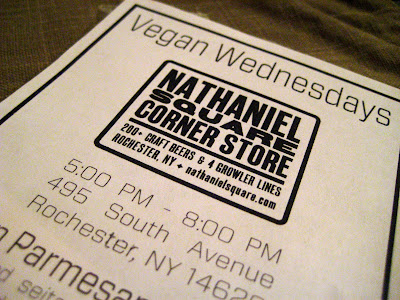 Vegan Wednesdays
NATHANIEL
SQUARE
CORNER STORE
200+ CRAFT BEERS & 4 GROWLER LINES
ROCHESTER, NY + nathanielsquare.com
5:00 PM - 8:00 PM
495 South Avenue
Rochester, NY 14620
Parmesan